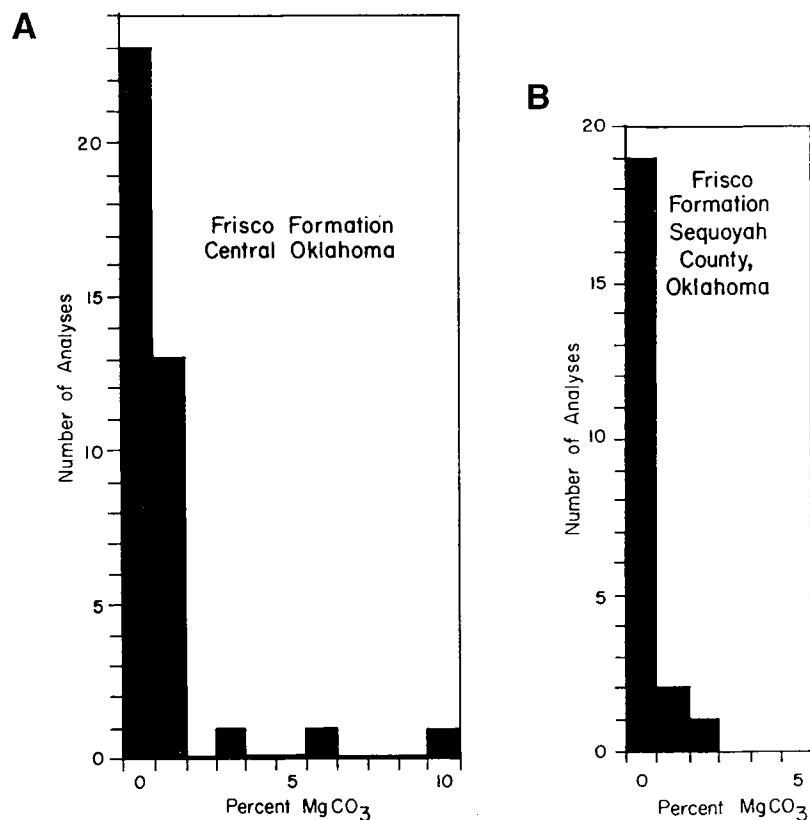 A
20
15
10
5
0
Number of Analyses
Frisco Formation
Central Oklahoma
0 5 10
Percent MgCO3
B
20
15
10
5
0
Number of Analyses
Frisco
Formation
Sequoyah
County,
Oklahoma
0 5
Percent MgCO3